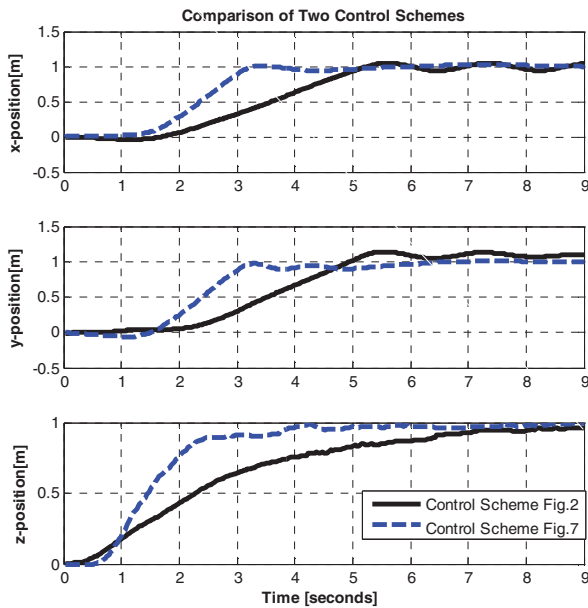 Comparison of Two Control Schemes
1.5
1
0.5
0
-0.5
x-position[m]
0 1 2 3 4 5 6 7 8 9
1.5
1
0.5
0
-0.5
y-position[m]
0 1 2 3 4 5 6 7 8 9
1
0.5
0
z-position[m]
Control Scheme Fig.2
Control Scheme Fig.7
0 1 2 3 4 5 6 7 8 9
Time [seconds]